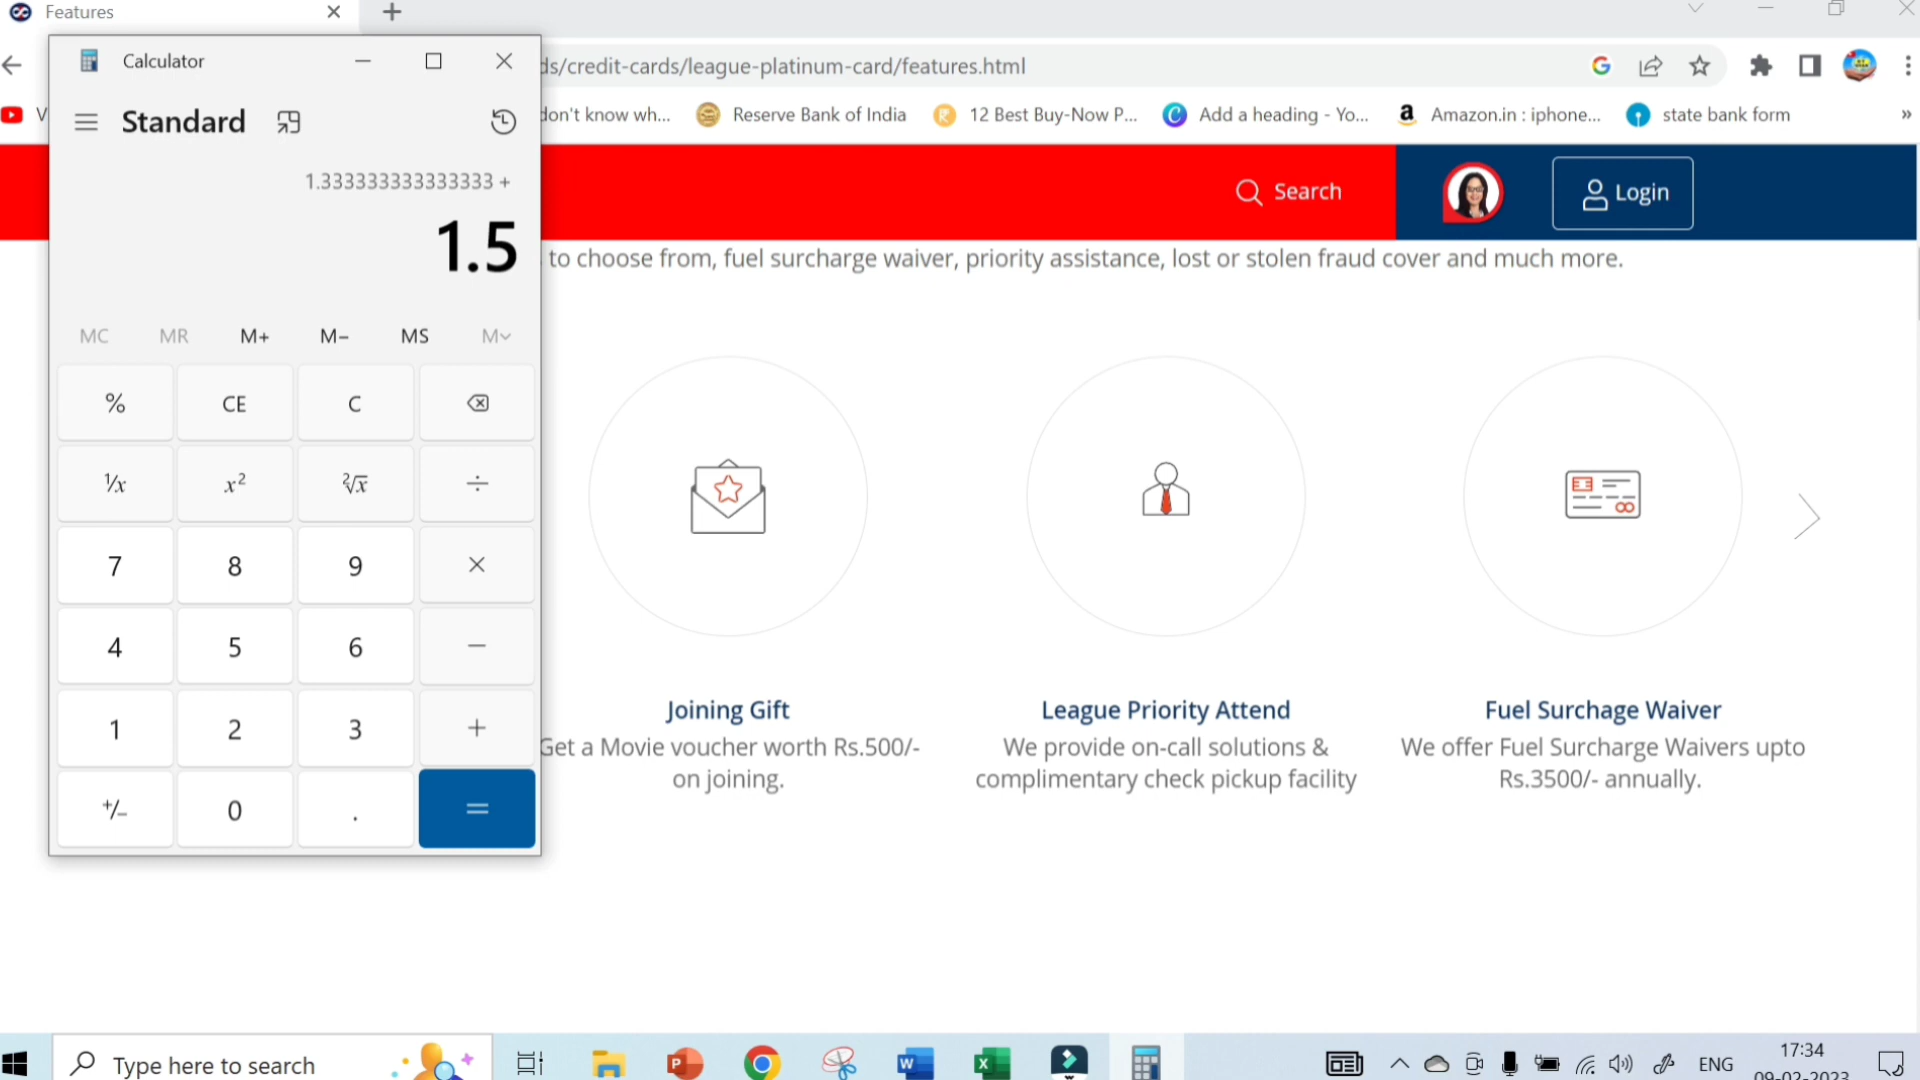 Features
Calculator
ds/credit-cards/league-platinum-card/features.html
Standard
V
don't know wh...
Reserve Bank of India
12 Best Buy-Now P...
Add a heading - Yo...
Amazon.in : iphone...
state bank form
»
1.333333333333333 +
1.5
Search
Login
to choose from, fuel surcharge waiver, priority assistance, lost or stolen fraud cover and much more.
MC MR M+ M− MS M˅
% CE C
¹/x x² ²√x ÷
7 8 9 ×
4 5 6 −
1 2 3 +
+/− 0 . =
Joining Gift
Get a Movie voucher worth Rs.500/-
on joining.
League Priority Attend
We provide on-call solutions &
complimentary check pickup facility
Fuel Surchage Waiver
We offer Fuel Surcharge Waivers upto
Rs.3500/- annually.
Type here to search
ENG
17:34
09-02-2023